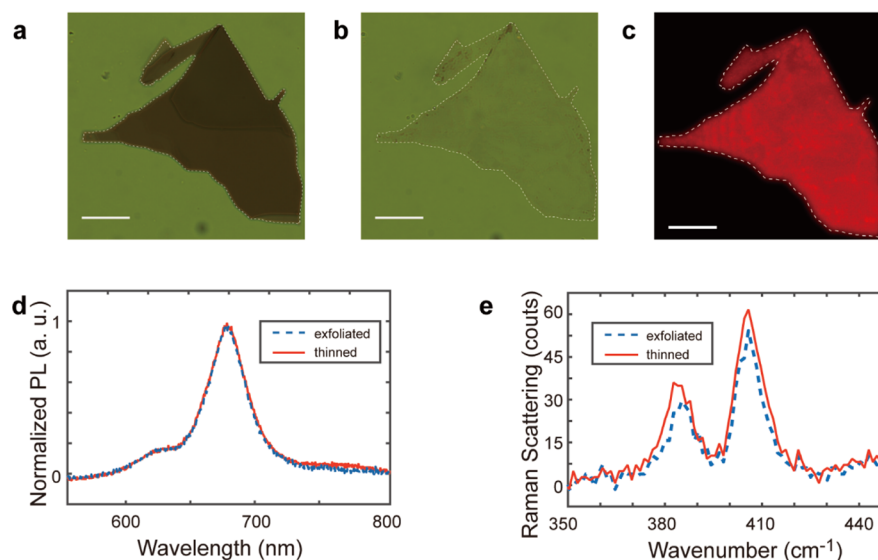 a
b
c
d
Normalized PL (a. u.)
1
0
exfoliated
thinned
600
700
800
Wavelength (nm)
e
Raman Scattering (couts)
60
45
30
15
0
exfoliated
thinned
350
380
410
440
Wavenumber (cm⁻¹)